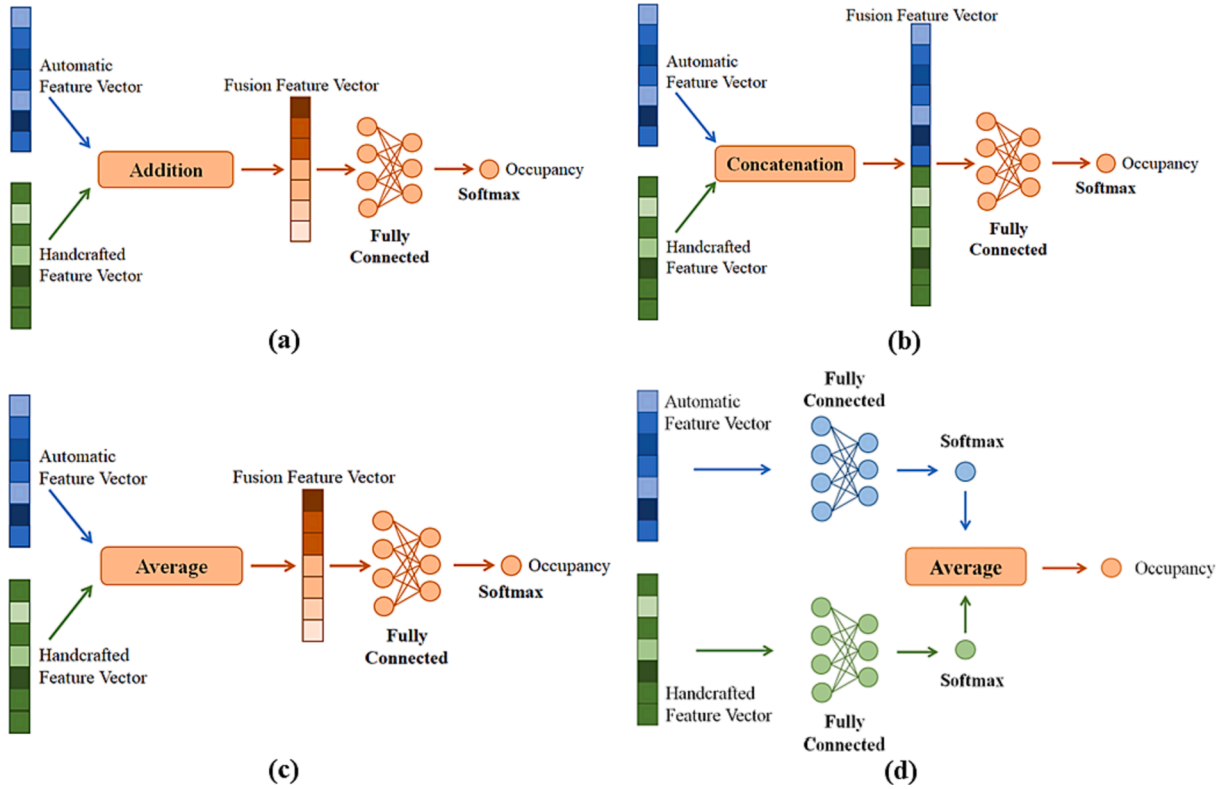 Automatic
Feature Vector
Addition
Handcrafted
Feature Vector
Fusion Feature Vector
Fully
Connected
Softmax
Occupancy
(a)
Automatic
Feature Vector
Concatenation
Handcrafted
Feature Vector
Fusion Feature Vector
Fully
Connected
Softmax
Occupancy
(b)
Automatic
Feature Vector
Average
Handcrafted
Feature Vector
Fusion Feature Vector
Fully
Connected
Softmax
Occupancy
(c)
Automatic
Feature Vector
Fully
Connected
Softmax
Average
Occupancy
Handcrafted
Feature Vector
Fully
Connected
Softmax
(d)